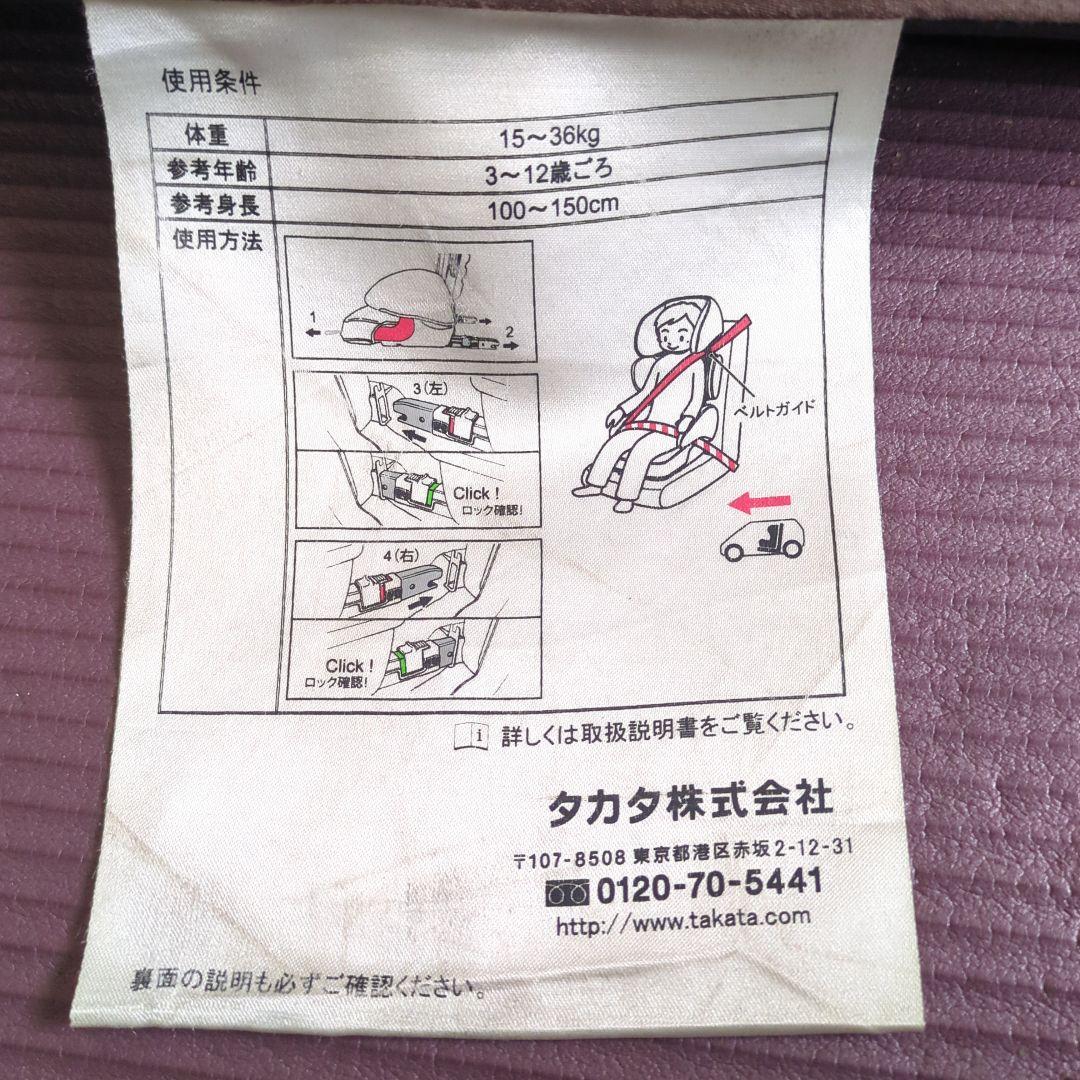 使用条件
体重 15～36kg
参考年齢 3～12歳ごろ
参考身長 100～150cm
使用方法
1
2
3（左）
Click！
ロック確認！
4（右）
Click！
ロック確認！
ベルトガイド
i 詳しくは取扱説明書をご覧ください。
タカタ株式会社
〒107-8508 東京都港区赤坂2-12-31
0120-70-5441
http://www.takata.com
裏面の説明も必ずご確認ください。